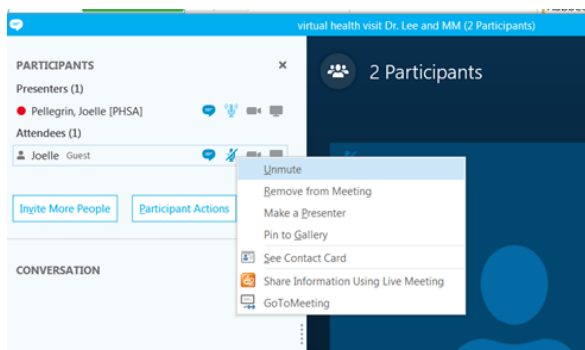 virtual health visit Dr. Lee and MM (2 Participants)
PARTICIPANTS
Presenters (1)
Pellegrin, Joelle [PHSA]
Attendees (1)
Joelle Guest
Invite More People
Participant Actions
CONVERSATION
2 Participants
Unmute
Remove from Meeting
Make a Presenter
Pin to Gallery
See Contact Card
Share Information Using Live Meeting
GoToMeeting